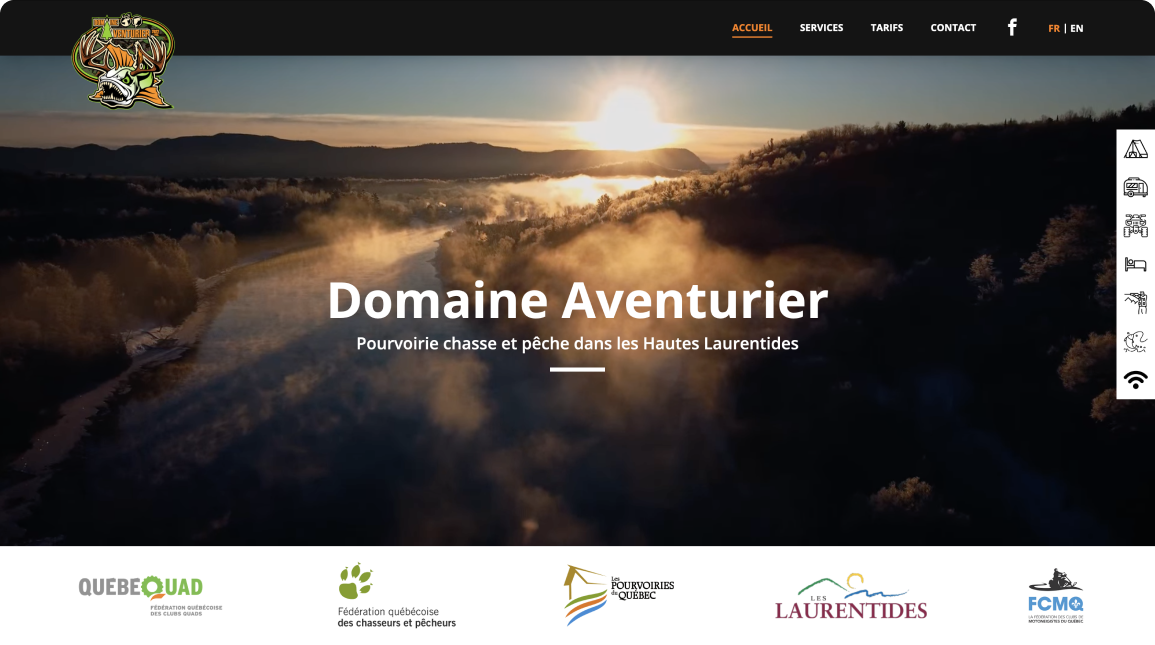 DOMAINE
AVENTURIER
ACCUEIL
SERVICES
TARIFS
CONTACT
f
FR | EN
Domaine Aventurier
Pourvoirie chasse et pêche dans les Hautes Laurentides
QUEBEQUAD
FÉDÉRATION QUÉBÉCOISE
DES CLUBS QUADS
Fédération québécoise
des chasseurs et pêcheurs
Les
POURVOIRIES
du QUÉBEC
LES
LAURENTIDES
FCMQ
LA FÉDÉRATION DES CLUBS DE
MOTONEIGISTES DU QUÉBEC